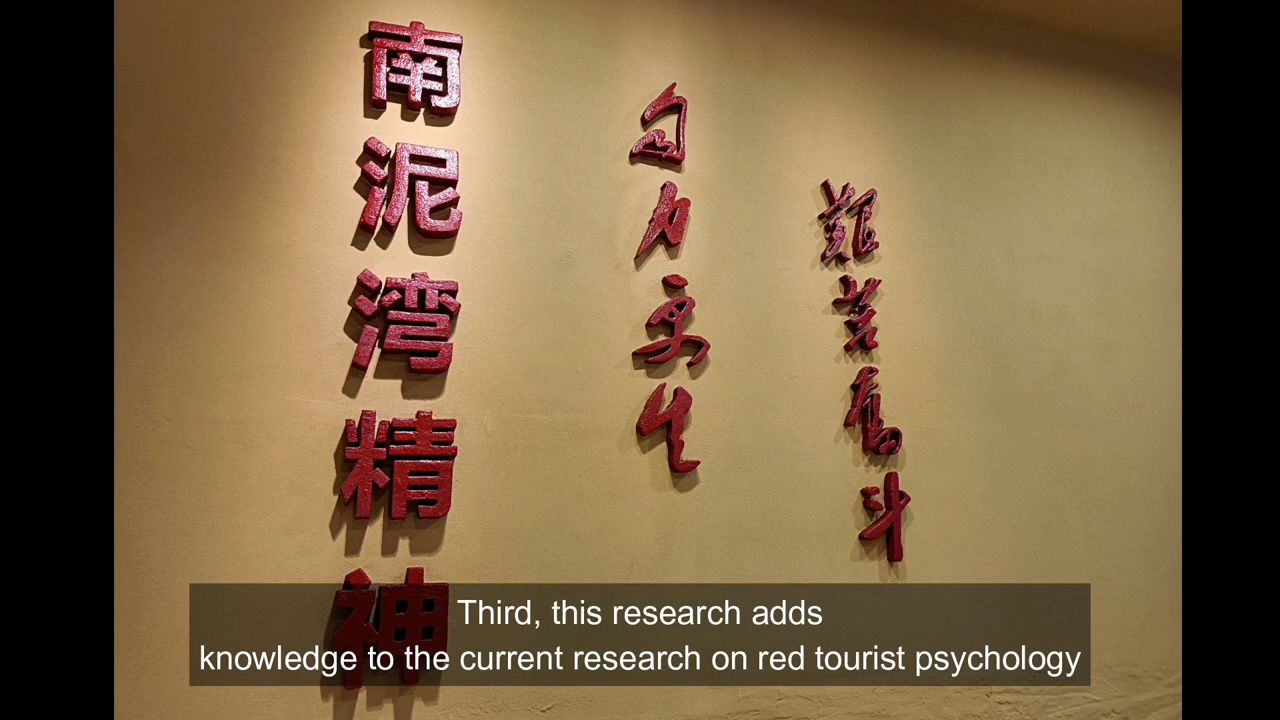 南泥湾精神
自力更生
艰苦奋斗
Third, this research adds
knowledge to the current research on red tourist psychology